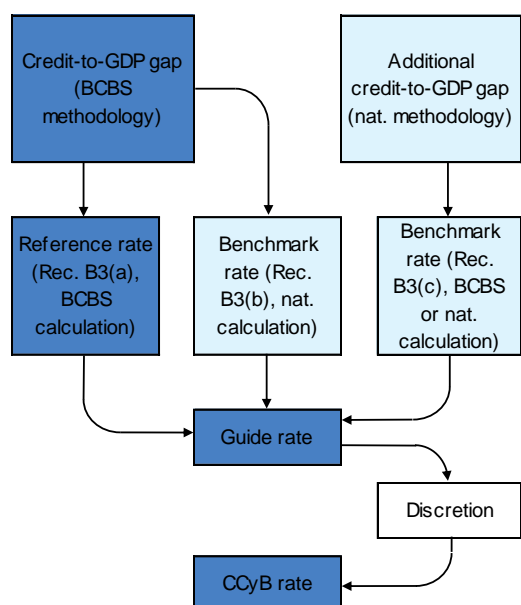 Credit-to-GDP gap
(BCBS
methodology)
Additional
credit-to-GDP gap
(nat. methodology)
Reference rate
(Rec. B3(a),
BCBS
calculation)
Benchmark
rate (Rec.
B3(b), nat.
calculation)
Benchmark
rate (Rec.
B3(c), BCBS
or nat.
calculation)
Guide rate
Discretion
CCyB rate